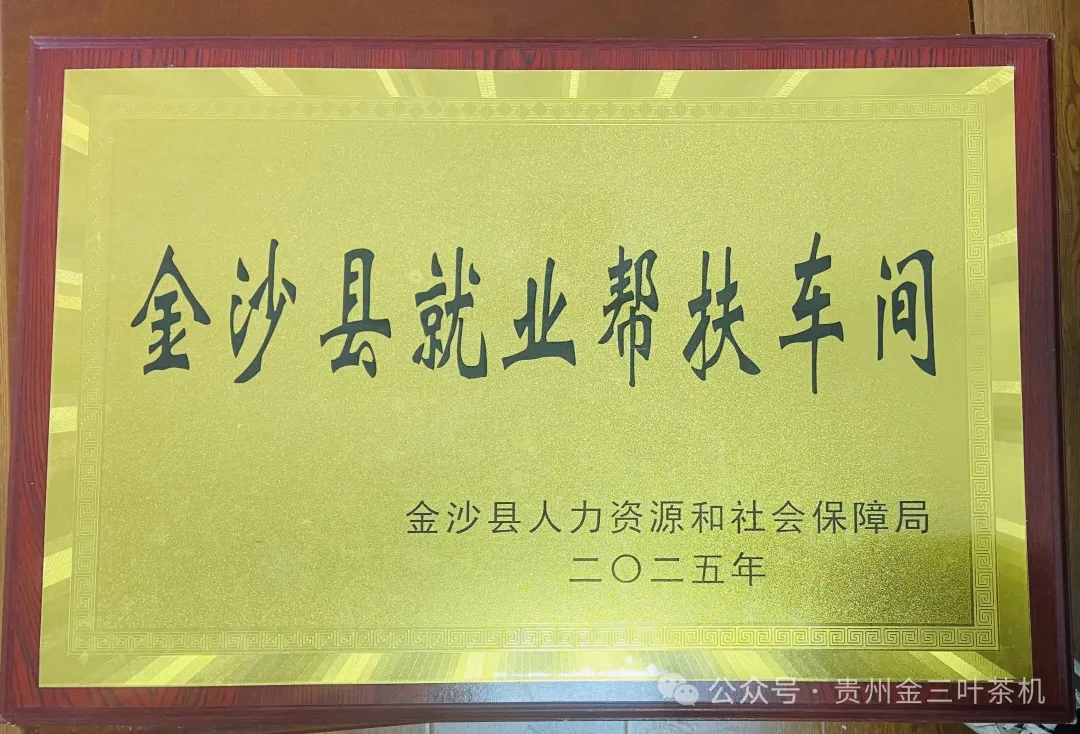 金沙县就业帮扶车间
金沙县人力资源和社会保障局
二〇二五年
公众号 · 贵州金三叶茶机